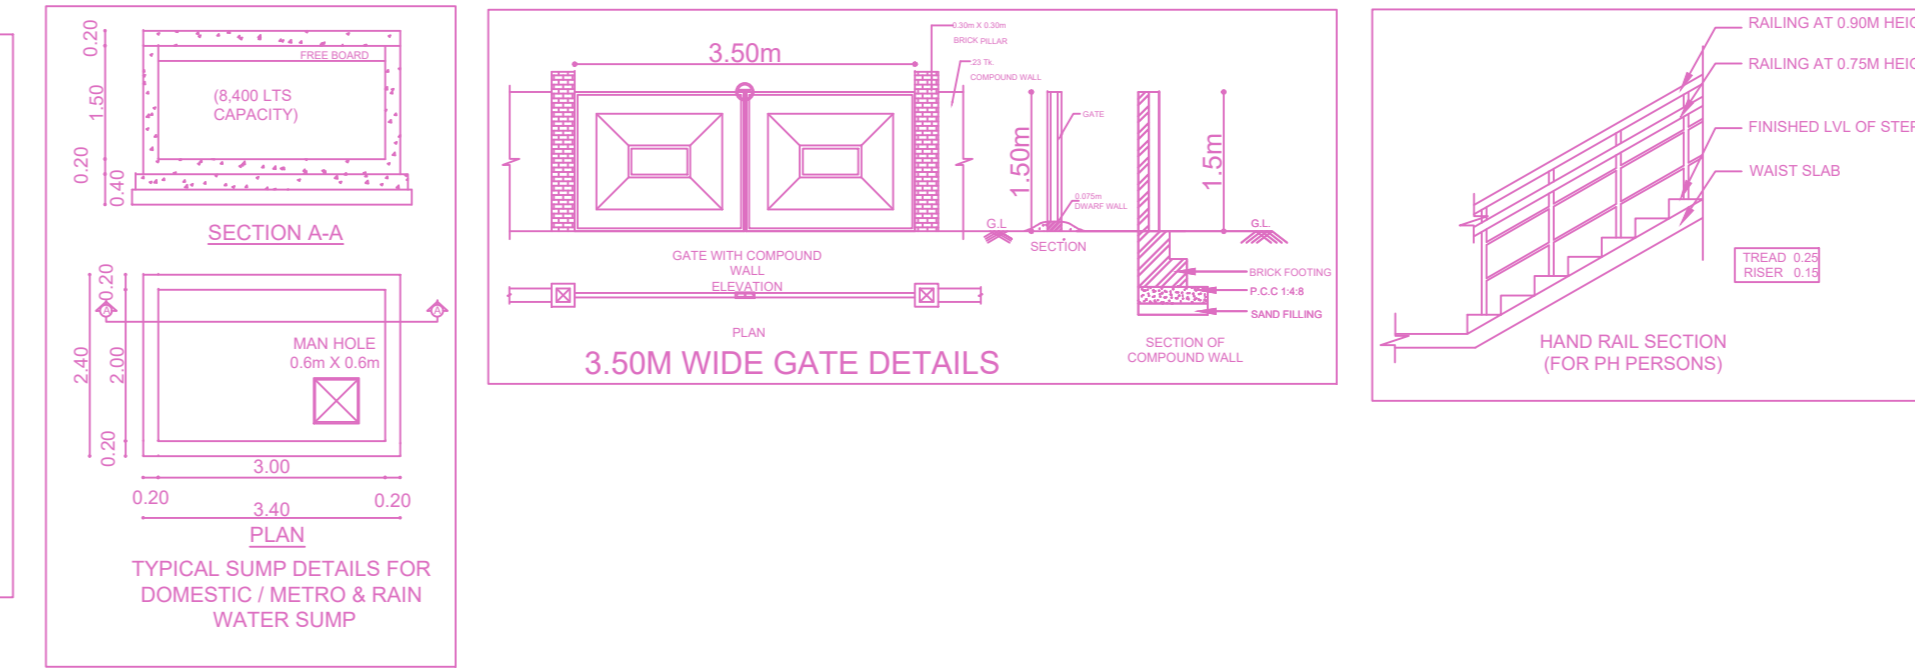 0.20
FREE BOARD
1.50
(8,400 LTS
CAPACITY)
0.20
0.40
SECTION A-A
0.20
A
A
2.40
2.00
MAN HOLE
0.6m X 0.6m
0.20
3.00
0.20
0.20
3.40
PLAN
TYPICAL SUMP DETAILS FOR
DOMESTIC / METRO & RAIN
WATER SUMP
3.50m
0.30m X 0.30m
BRICK PILLAR
.23 Tk.
COMPOUND WALL
GATE
1.50m
1.5m
0.075m
DWARF WALL
G.L
SECTION
G.L.
GATE WITH COMPOUND
WALL
ELEVATION
BRICK FOOTING
P.C.C 1:4:8
SAND FILLING
PLAN
SECTION OF
COMPOUND WALL
3.50M WIDE GATE DETAILS
RAILING AT 0.90M HEIG
RAILING AT 0.75M HEIG
FINISHED LVL OF STEP
WAIST SLAB
TREAD 0.25
RISER 0.15
HAND RAIL SECTION
(FOR PH PERSONS)